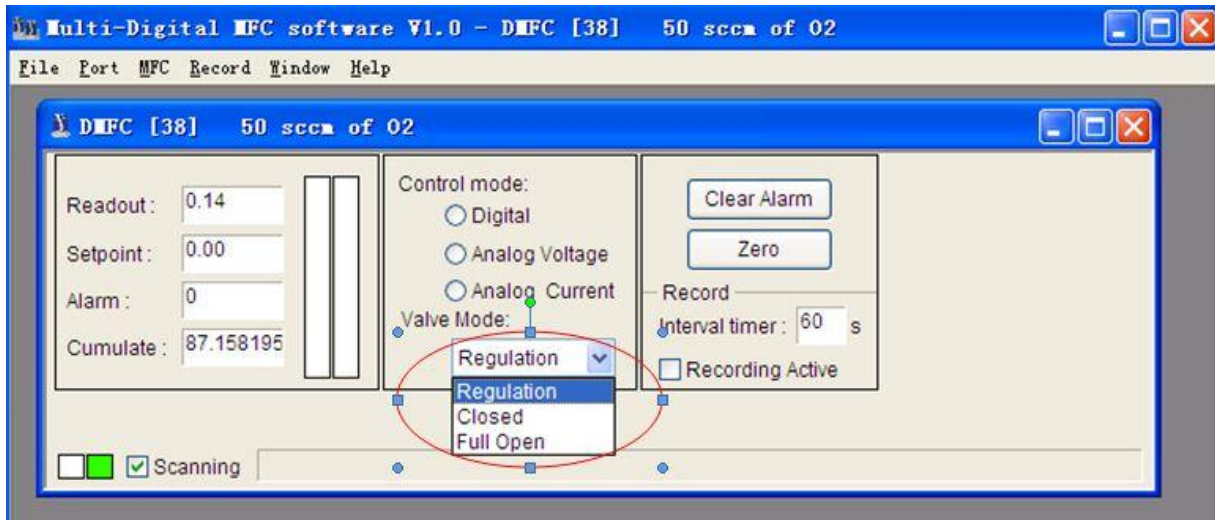 Multi-Digital MFC software V1.0 - DMFC [38] 50 sccm of O2
File Port MFC Record Window Help
DMFC [38] 50 sccm of O2
Readout : 0.14
Setpoint : 0.00
Alarm : 0
Cumulate : 87.158195
Control mode:
Digital
Analog Voltage
Analog Current
Valve Mode:
Regulation
Regulation
Closed
Full Open
Clear Alarm
Zero
Record
Interval timer : 60 s
Recording Active
Scanning